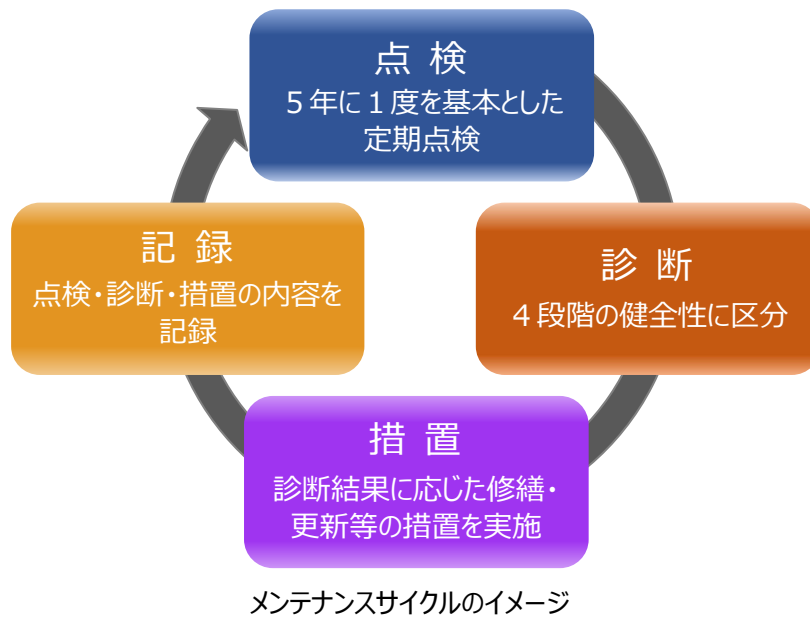 点 検
5年に1度を基本とした
定期点検
診 断
4段階の健全性に区分
措 置
診断結果に応じた修繕・
更新等の措置を実施
記 録
点検・診断・措置の内容を
記録
メンテナンスサイクルのイメージ